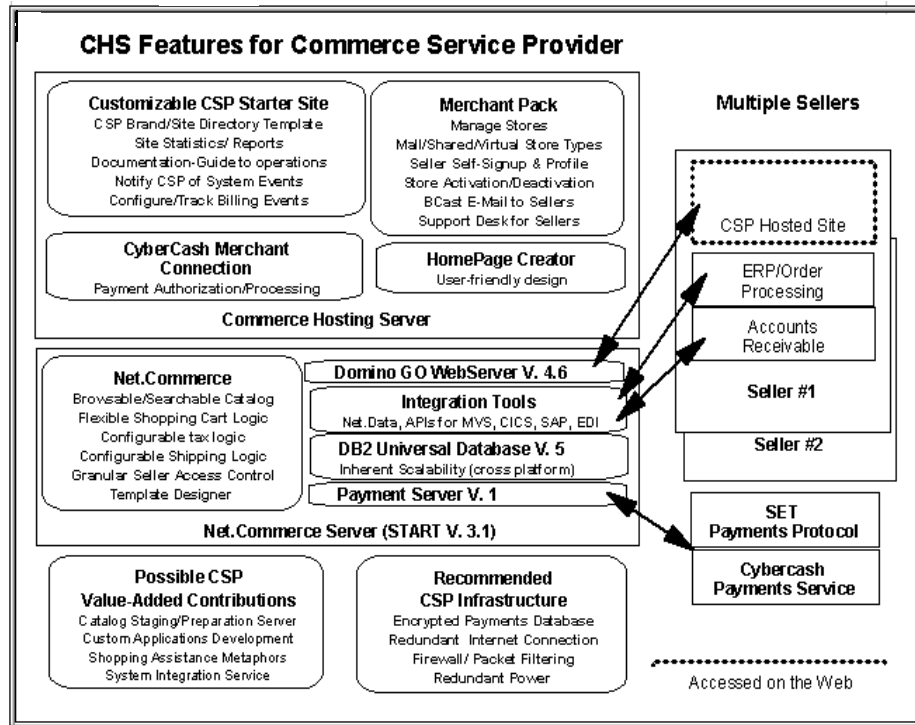 CHS Features for Commerce Service Provider
Customizable CSP Starter Site
CSP Brand/Site Directory Template
Site Statistics/ Reports
Documentation-Guide to operations
Notify CSP of System Events
Configure/Track Billing Events
Merchant Pack
Manage Stores
Mall/Shared/Virtual Store Types
Seller Self-Signup & Profile
Store Activation/Deactivation
BCast E-Mail to Sellers
Support Desk for Sellers
CyberCash Merchant
Connection
Payment Authorization/Processing
HomePage Creator
User-friendly design
Commerce Hosting Server
Net.Commerce
Browsable/Searchable Catalog
Flexible Shopping Cart Logic
Configurable tax logic
Configurable Shipping Logic
Granular Seller Access Control
Template Designer
Domino GO WebServer V. 4.6
Integration Tools
Net.Data, APIs for MVS, CICS, SAP, EDI
DB2 Universal Database V. 5
Inherent Scalability (cross platform)
Payment Server V. 1
Net.Commerce Server (START V. 3.1)
Possible CSP
Value-Added Contributions
Catalog Staging/Preparation Server
Custom Applications Development
Shopping Assistance Metaphors
System Integration Service
Recommended
CSP Infrastructure
Encrypted Payments Database
Redundant Internet Connection
Firewall/ Packet Filtering
Redundant Power
Multiple Sellers
CSP Hosted Site
ERP/Order
Processing
Accounts
Receivable
Seller #1
Seller #2
SET
Payments Protocol
Cybercash
Payments Service
Accessed on the Web